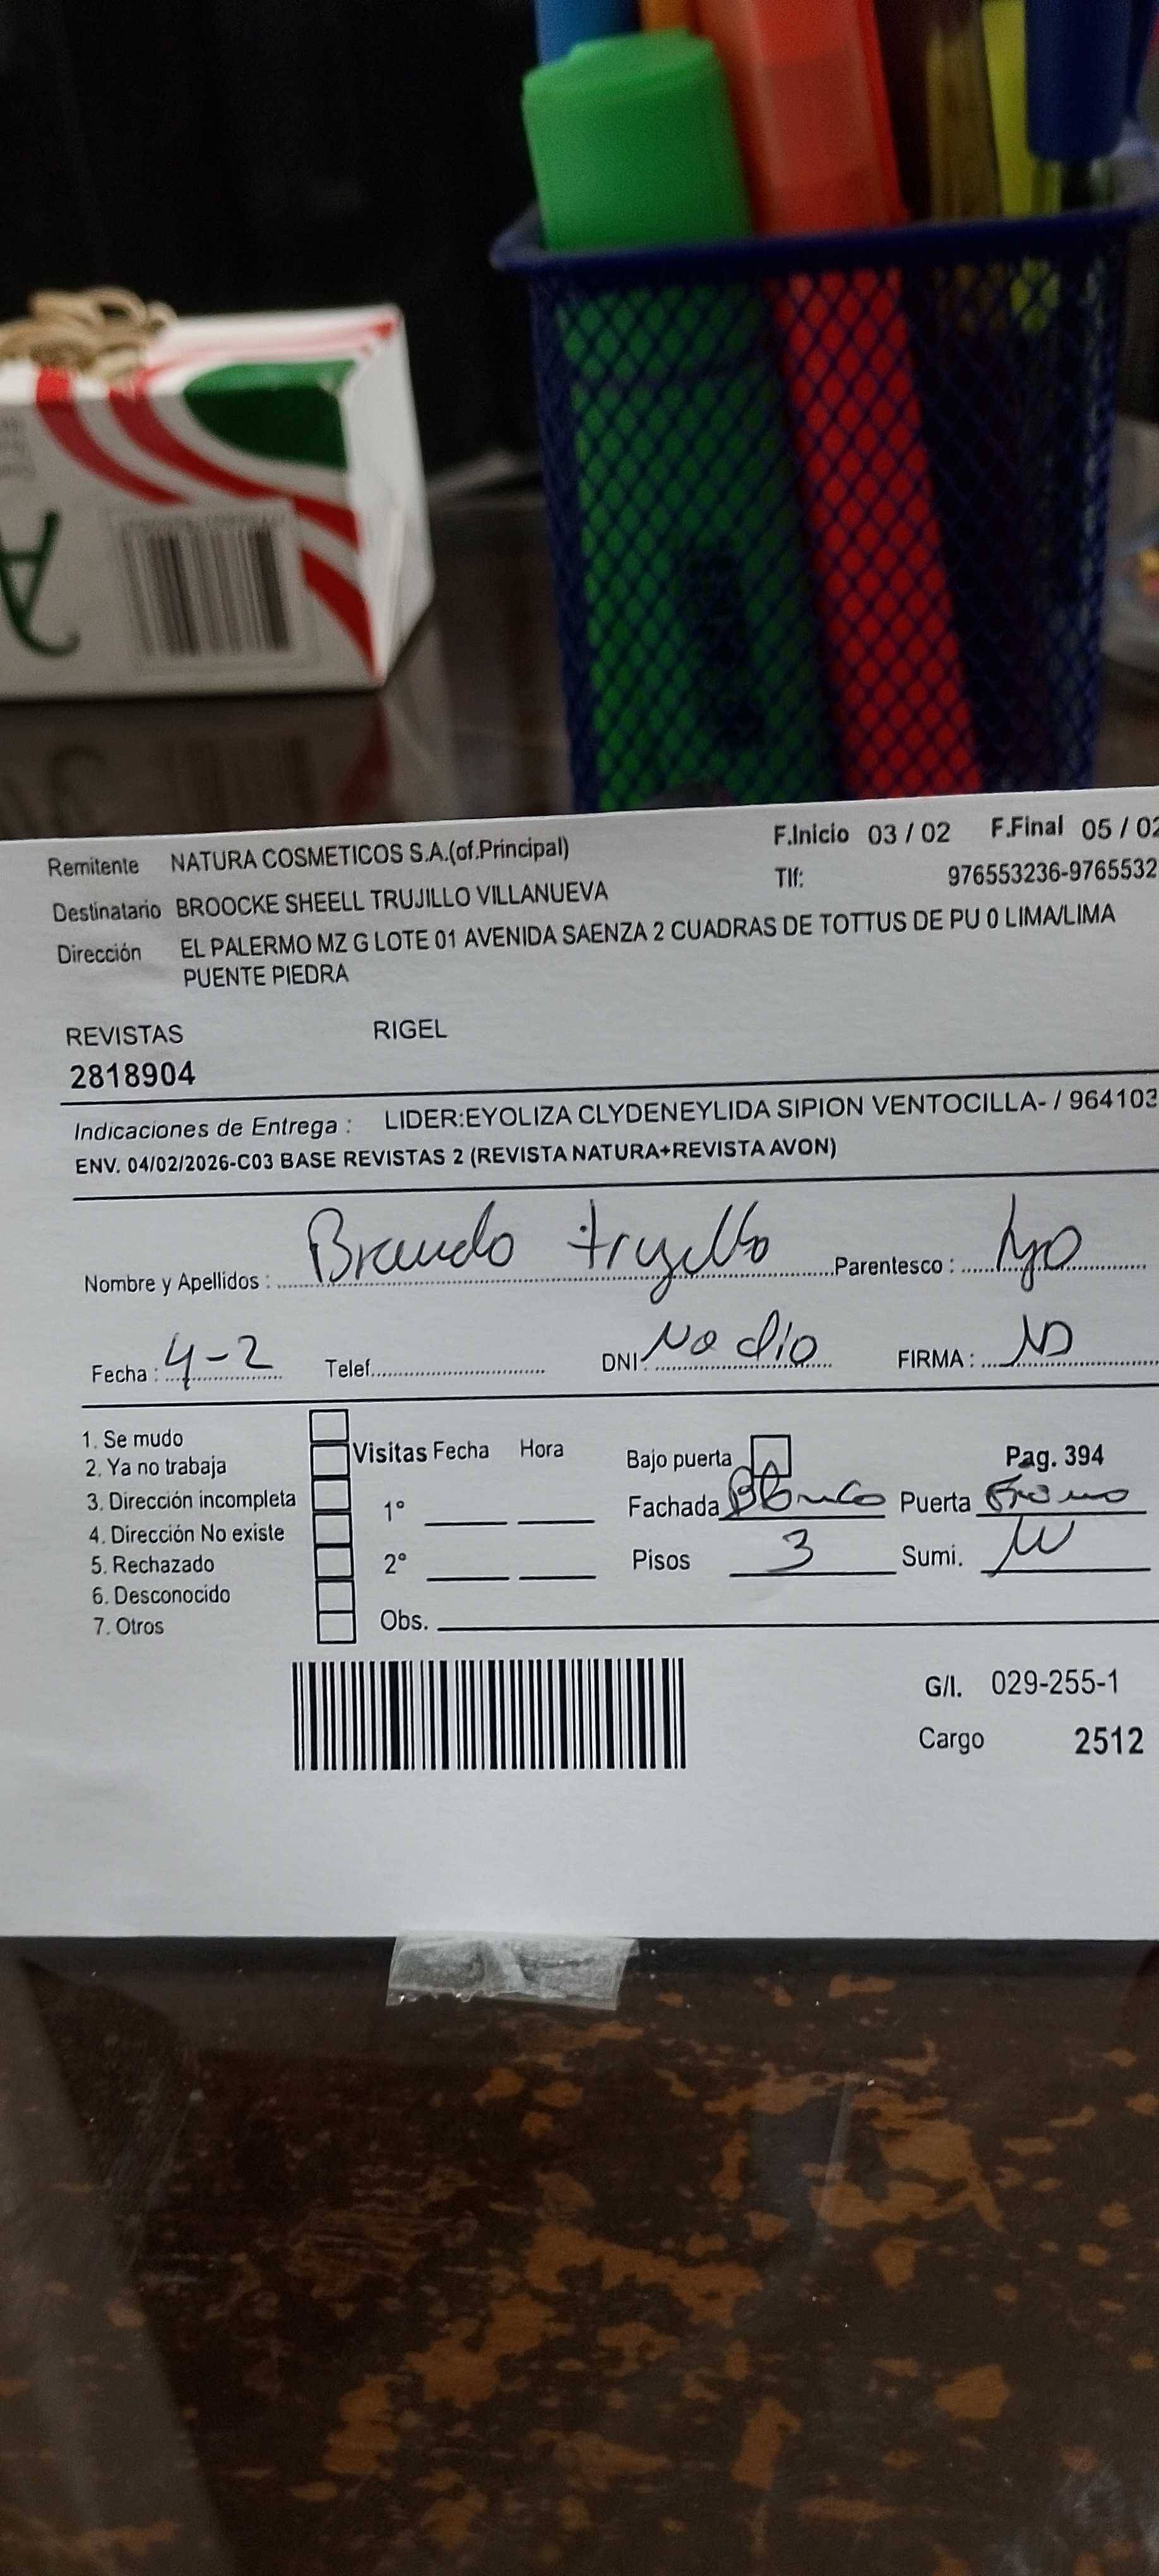 Remitente NATURA COSMETICOS S.A.(of.Principal) F.Inicio 03 / 02 F.Final 05 / 02
Destinatario BROOCKE SHEELL TRUJILLO VILLANUEVA Tlf: 976553236-9765532
Dirección EL PALERMO MZ G LOTE 01 AVENIDA SAENZA 2 CUADRAS DE TOTTUS DE PU 0 LIMA/LIMA
PUENTE PIEDRA
REVISTAS RIGEL
2818904
Indicaciones de Entrega : LIDER:EYOLIZA CLYDENEYLIDA SIPION VENTOCILLA- / 964103
ENV. 04/02/2026-C03 BASE REVISTAS 2 (REVISTA NATURA+REVISTA AVON)
Nombre y Apellidos : Brando trujillo Parentesco :
Fecha : 4-2 Telef. DNI: No dio FIRMA : ND
1. Se mudo
2. Ya no trabaja
3. Dirección incompleta
4. Dirección No existe
5. Rechazado
6. Desconocido
7. Otros
Visitas Fecha Hora
1°
2°
Obs.
Bajo puerta Pag. 394
Fachada Blanco Puerta
Pisos 3 Sumi.
G/I. 029-255-1
Cargo 2512